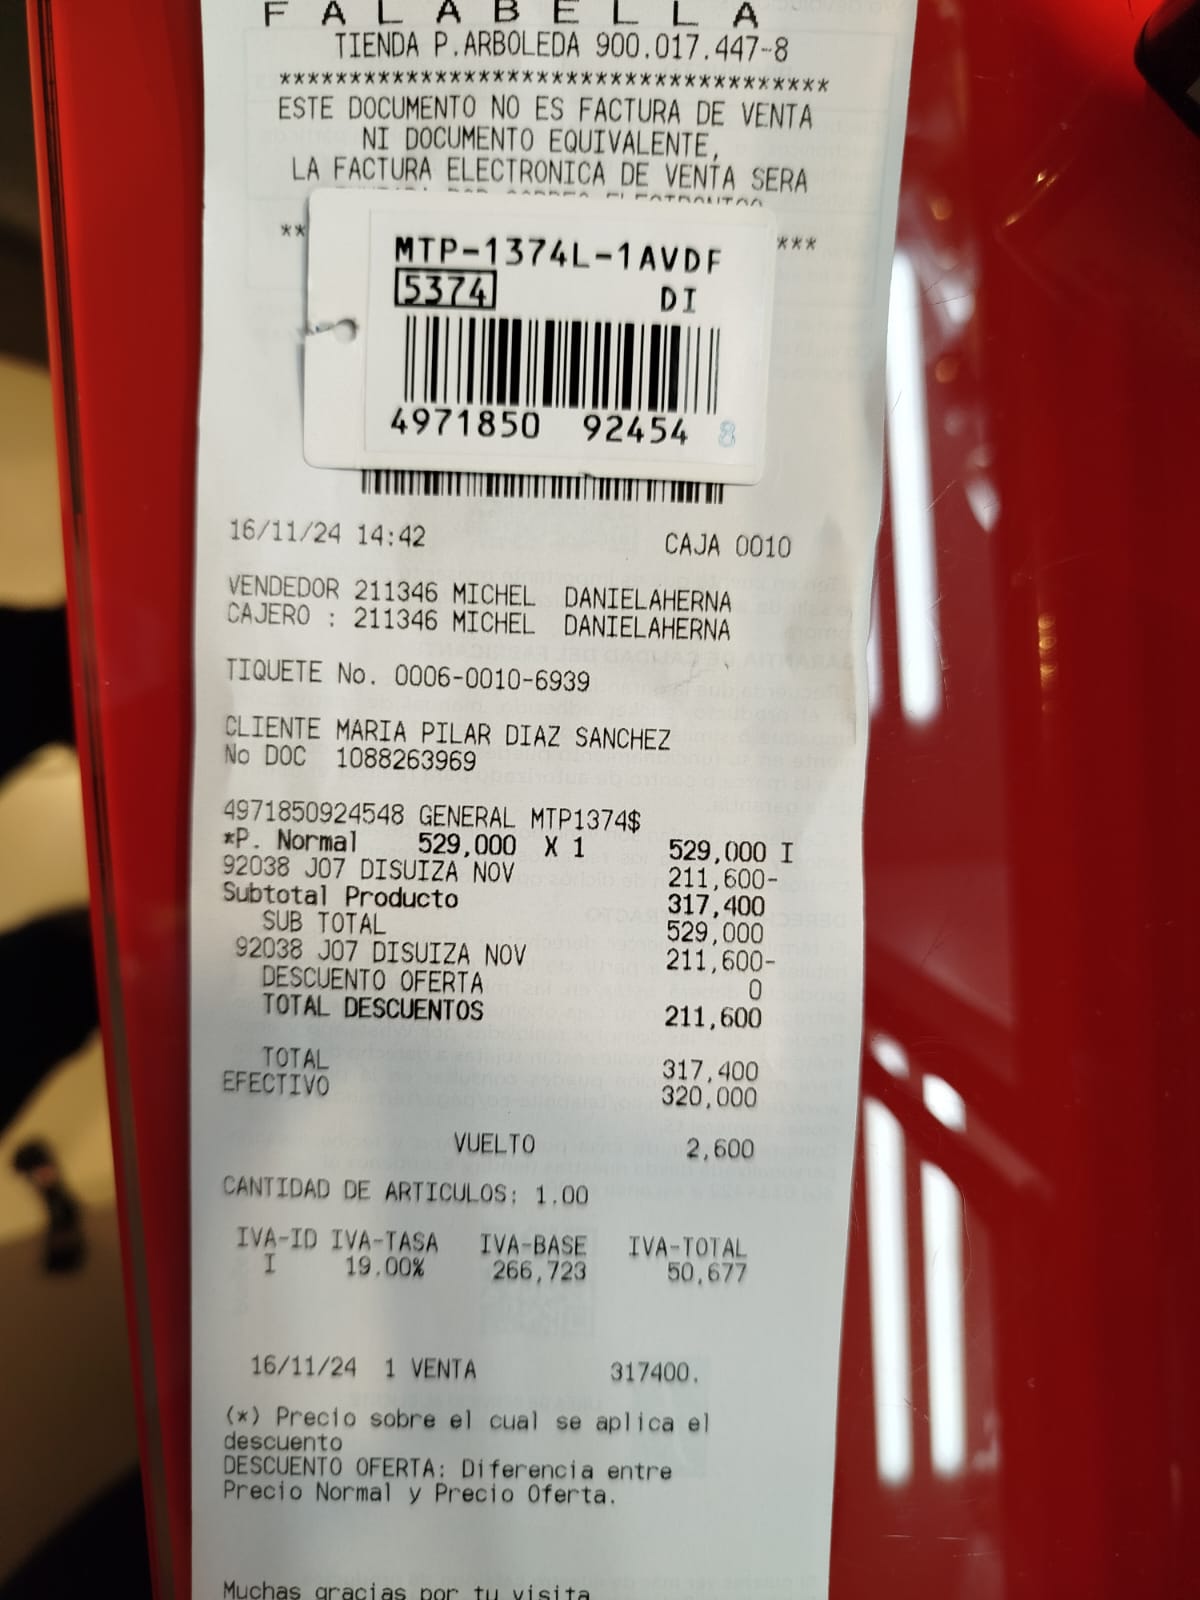 FALABELLA
TIENDA P.ARBOLEDA 900.017.447-8
***************************************
ESTE DOCUMENTO NO ES FACTURA DE VENTA
NI DOCUMENTO EQUIVALENTE,
LA FACTURA ELECTRONICA DE VENTA SERA
** ***
MTP-1374L-1AVDF
5374 DI
4971850 92454 8
16/11/24 14:42 CAJA 0010
VENDEDOR 211346 MICHEL DANIELAHERNA
CAJERO : 211346 MICHEL DANIELAHERNA
TIQUETE No. 0006-0010-6939
CLIENTE MARIA PILAR DIAZ SANCHEZ
No DOC 1088263969
4971850924548 GENERAL MTP1374$
*P. Normal 529,000 X 1 529,000 I
92038 J07 DISUIZA NOV 211,600-
Subtotal Producto 317,400
SUB TOTAL 529,000
92038 J07 DISUIZA NOV 211,600-
DESCUENTO OFERTA 0
TOTAL DESCUENTOS 211,600
TOTAL 317,400
EFECTIVO 320,000
VUELTO 2,600
CANTIDAD DE ARTICULOS: 1.00
IVA-ID IVA-TASA IVA-BASE IVA-TOTAL
I 19.00% 266,723 50,677
16/11/24 1 VENTA 317400.
(*) Precio sobre el cual se aplica el
descuento
DESCUENTO OFERTA: Diferencia entre
Precio Normal y Precio Oferta.
Muchas gracias por tu visita